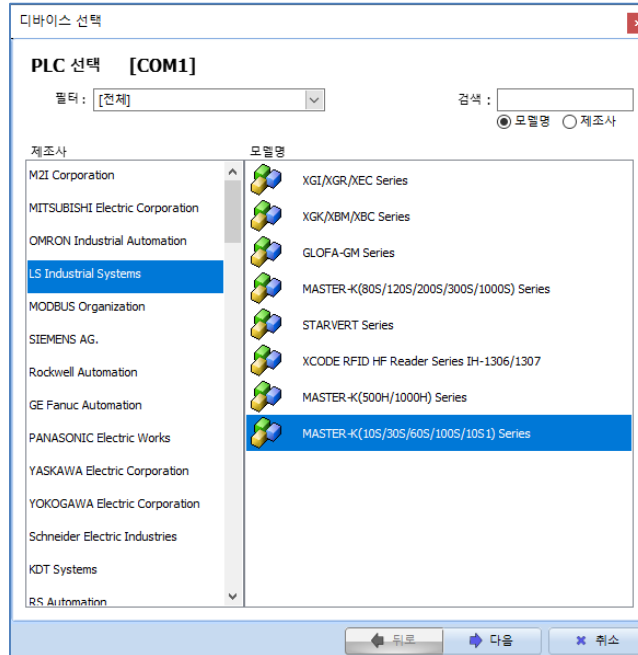 디바이스 선택
PLC 선택 [COM1]
필터 : [전체] 검색 :
모델명 제조사
제조사
M2I Corporation
MITSUBISHI Electric Corporation
OMRON Industrial Automation
LS Industrial Systems
MODBUS Organization
SIEMENS AG.
Rockwell Automation
GE Fanuc Automation
PANASONIC Electric Works
YASKAWA Electric Corporation
YOKOGAWA Electric Corporation
Schneider Electric Industries
KDT Systems
RS Automation
모델명
XGI/XGR/XEC Series
XGK/XBM/XBC Series
GLOFA-GM Series
MASTER-K(80S/120S/200S/300S/1000S) Series
STARVERT Series
XCODE RFID HF Reader Series IH-1306/1307
MASTER-K(500H/1000H) Series
MASTER-K(10S/30S/60S/100S/10S1) Series
뒤로 다음 취소